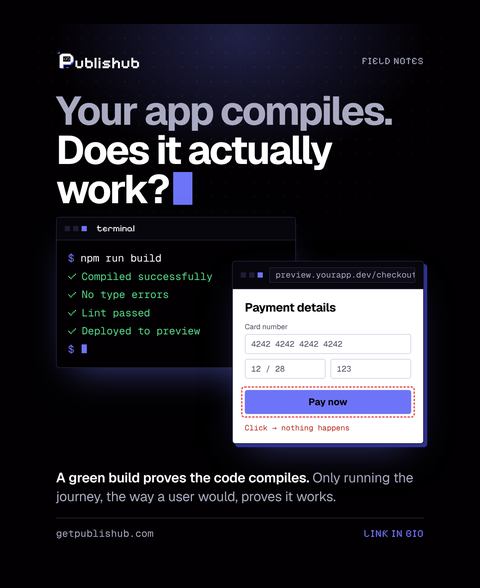 Publishub
FIELD NOTES
Your app compiles.
Does it actually
work?
terminal
$ npm run build
✓ Compiled successfully
✓ No type errors
✓ Lint passed
✓ Deployed to preview
$
preview.yourapp.dev/checkout
Payment details
Card number
4242 4242 4242 4242
12 / 28
123
Pay now
Click → nothing happens
A green build proves the code compiles. Only running the
journey, the way a user would, proves it works.
getpublishub.com
LINK IN BIO